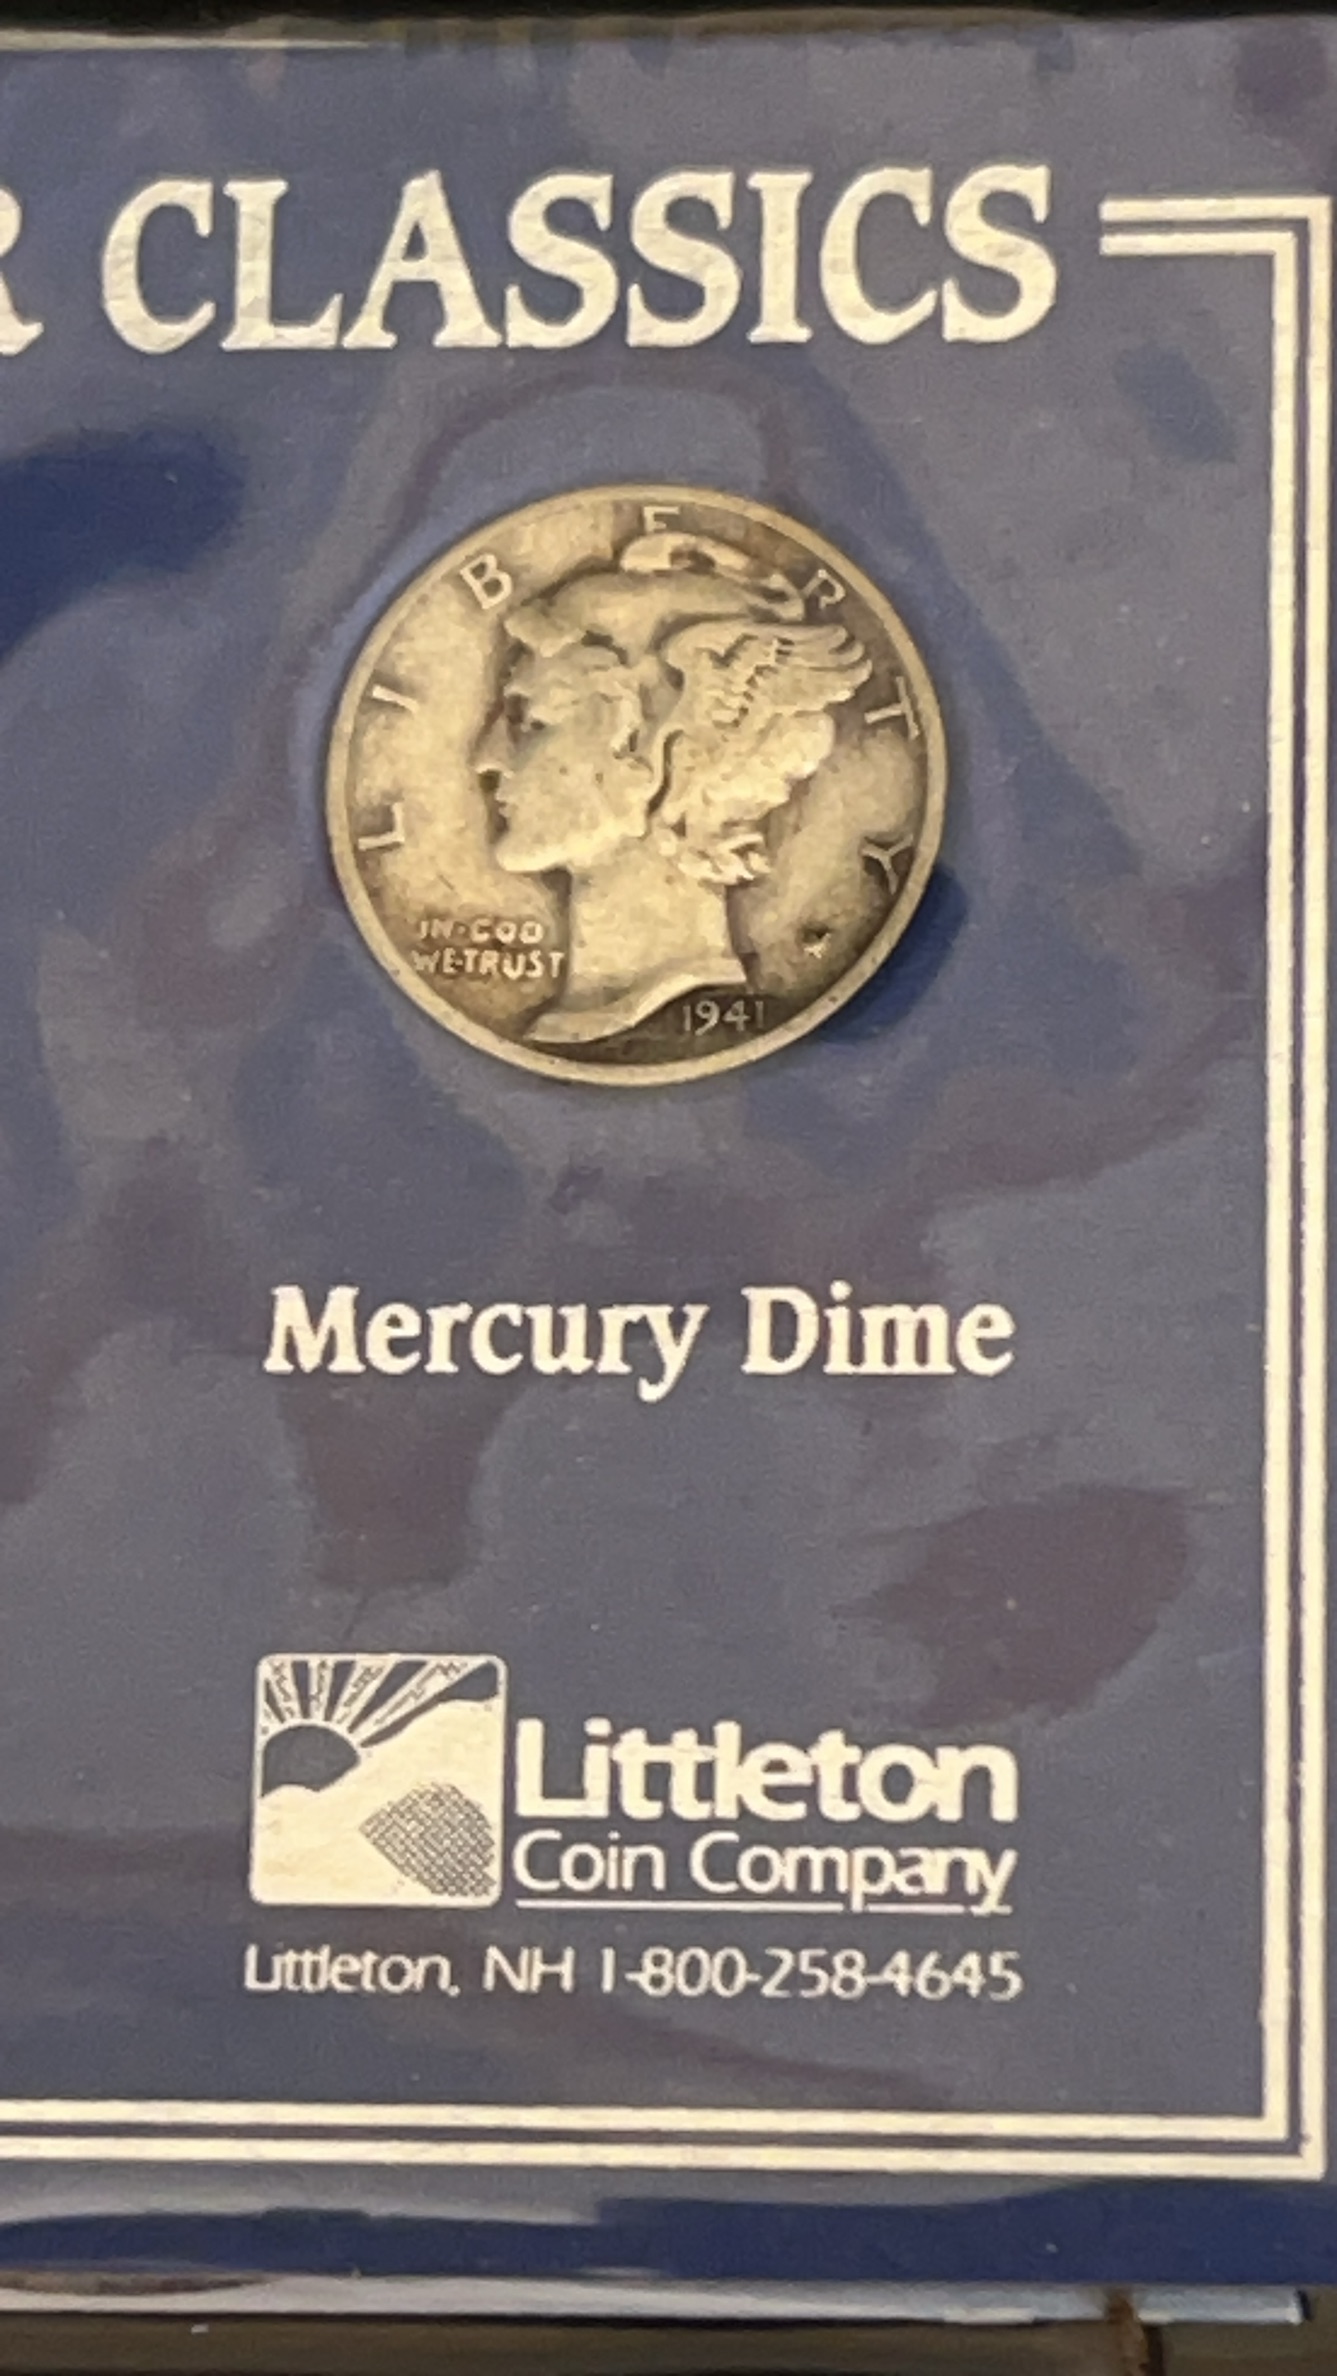 R CLASSICS
LIBERTY
IN·GOD
WE·TRUST
1941
Mercury Dime
Littleton
Coin Company
Littleton, NH 1-800-258-4645